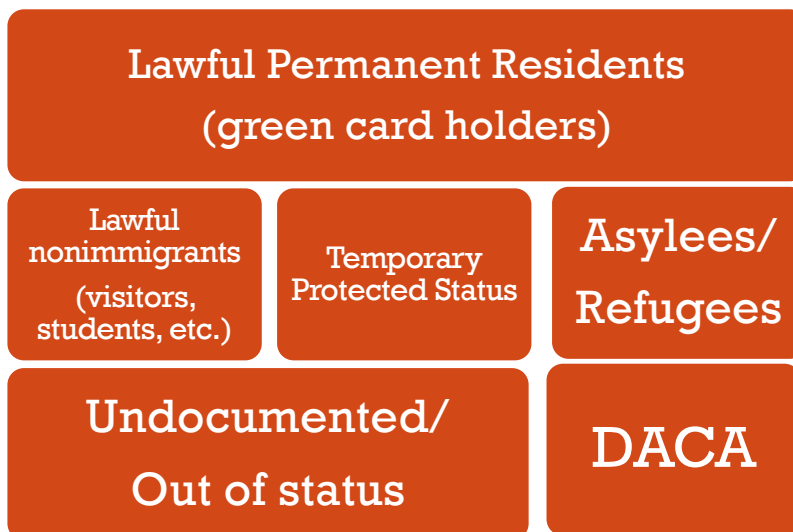 Lawful Permanent Residents
(green card holders)
Lawful
nonimmigrants
(visitors,
students, etc.)
Temporary
Protected Status
Asylees/
Refugees
Undocumented/
Out of status
DACA